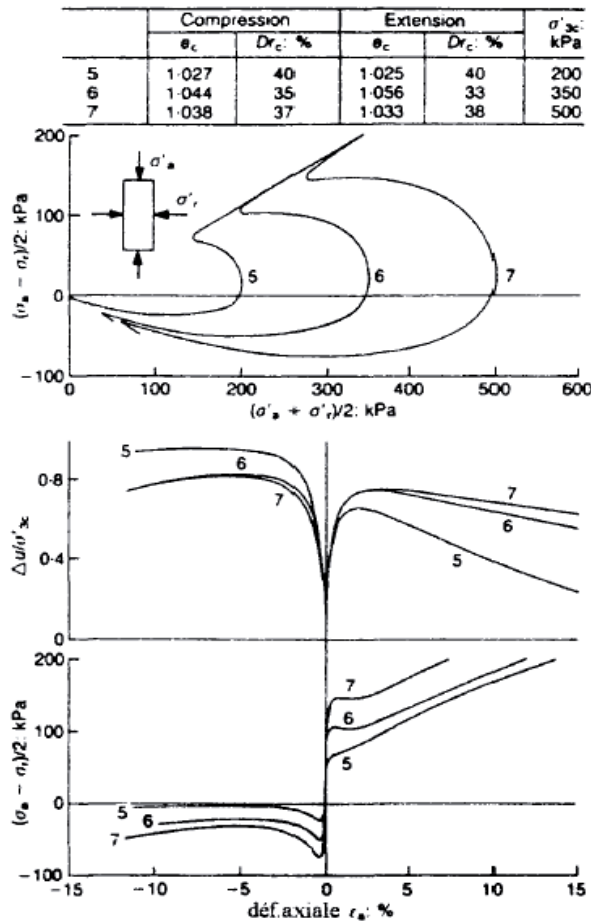 Compression Extension σ'3c:
ec Drc: % ec Drc: % kPa
5 1·027 40 1·025 40 200
6 1·044 35 1·056 33 350
7 1·038 37 1·033 38 500
200
σ'a
σ'r
100
0
−100
5 6 7
(σa − σr)/2: kPa
0 100 200 300 400 500 600
(σ'a + σ'r)/2: kPa
0·8
0·4
0
Δu/σ'3c
5
6
7
7
6
5
200
100
0
−100
(σa − σr)/2: kPa
7
6
5
5
6
7
−15 −10 −5 0 5 10 15
déf.axiale εa: %